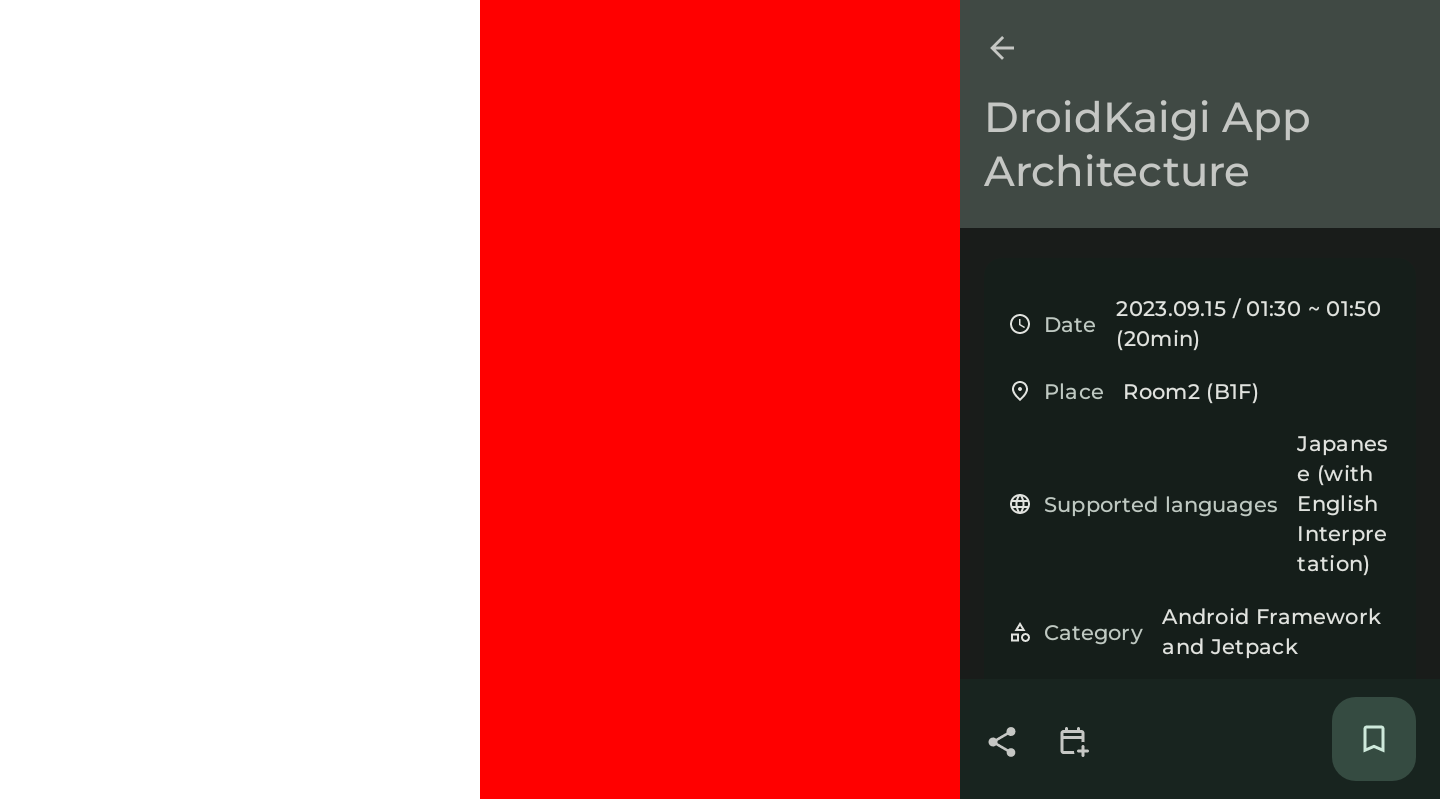 DroidKaigi App
Architecture
Date
2023.09.15 / 01:30 ~ 01:50
(20min)
Place
Room2 (B1F)
Supported languages
Japanes
e (with
English
Interpre
tation)
Category
Android Framework
and Jetpack